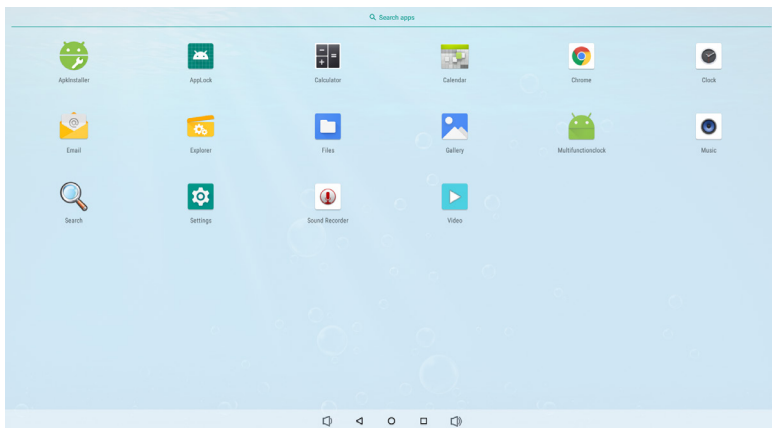 Search apps
ApkInstaller
AppLock
Calculator
Calendar
Chrome
Clock
Email
Explorer
Files
Gallery
Multifunctionclock
Music
Search
Settings
Sound Recorder
Video